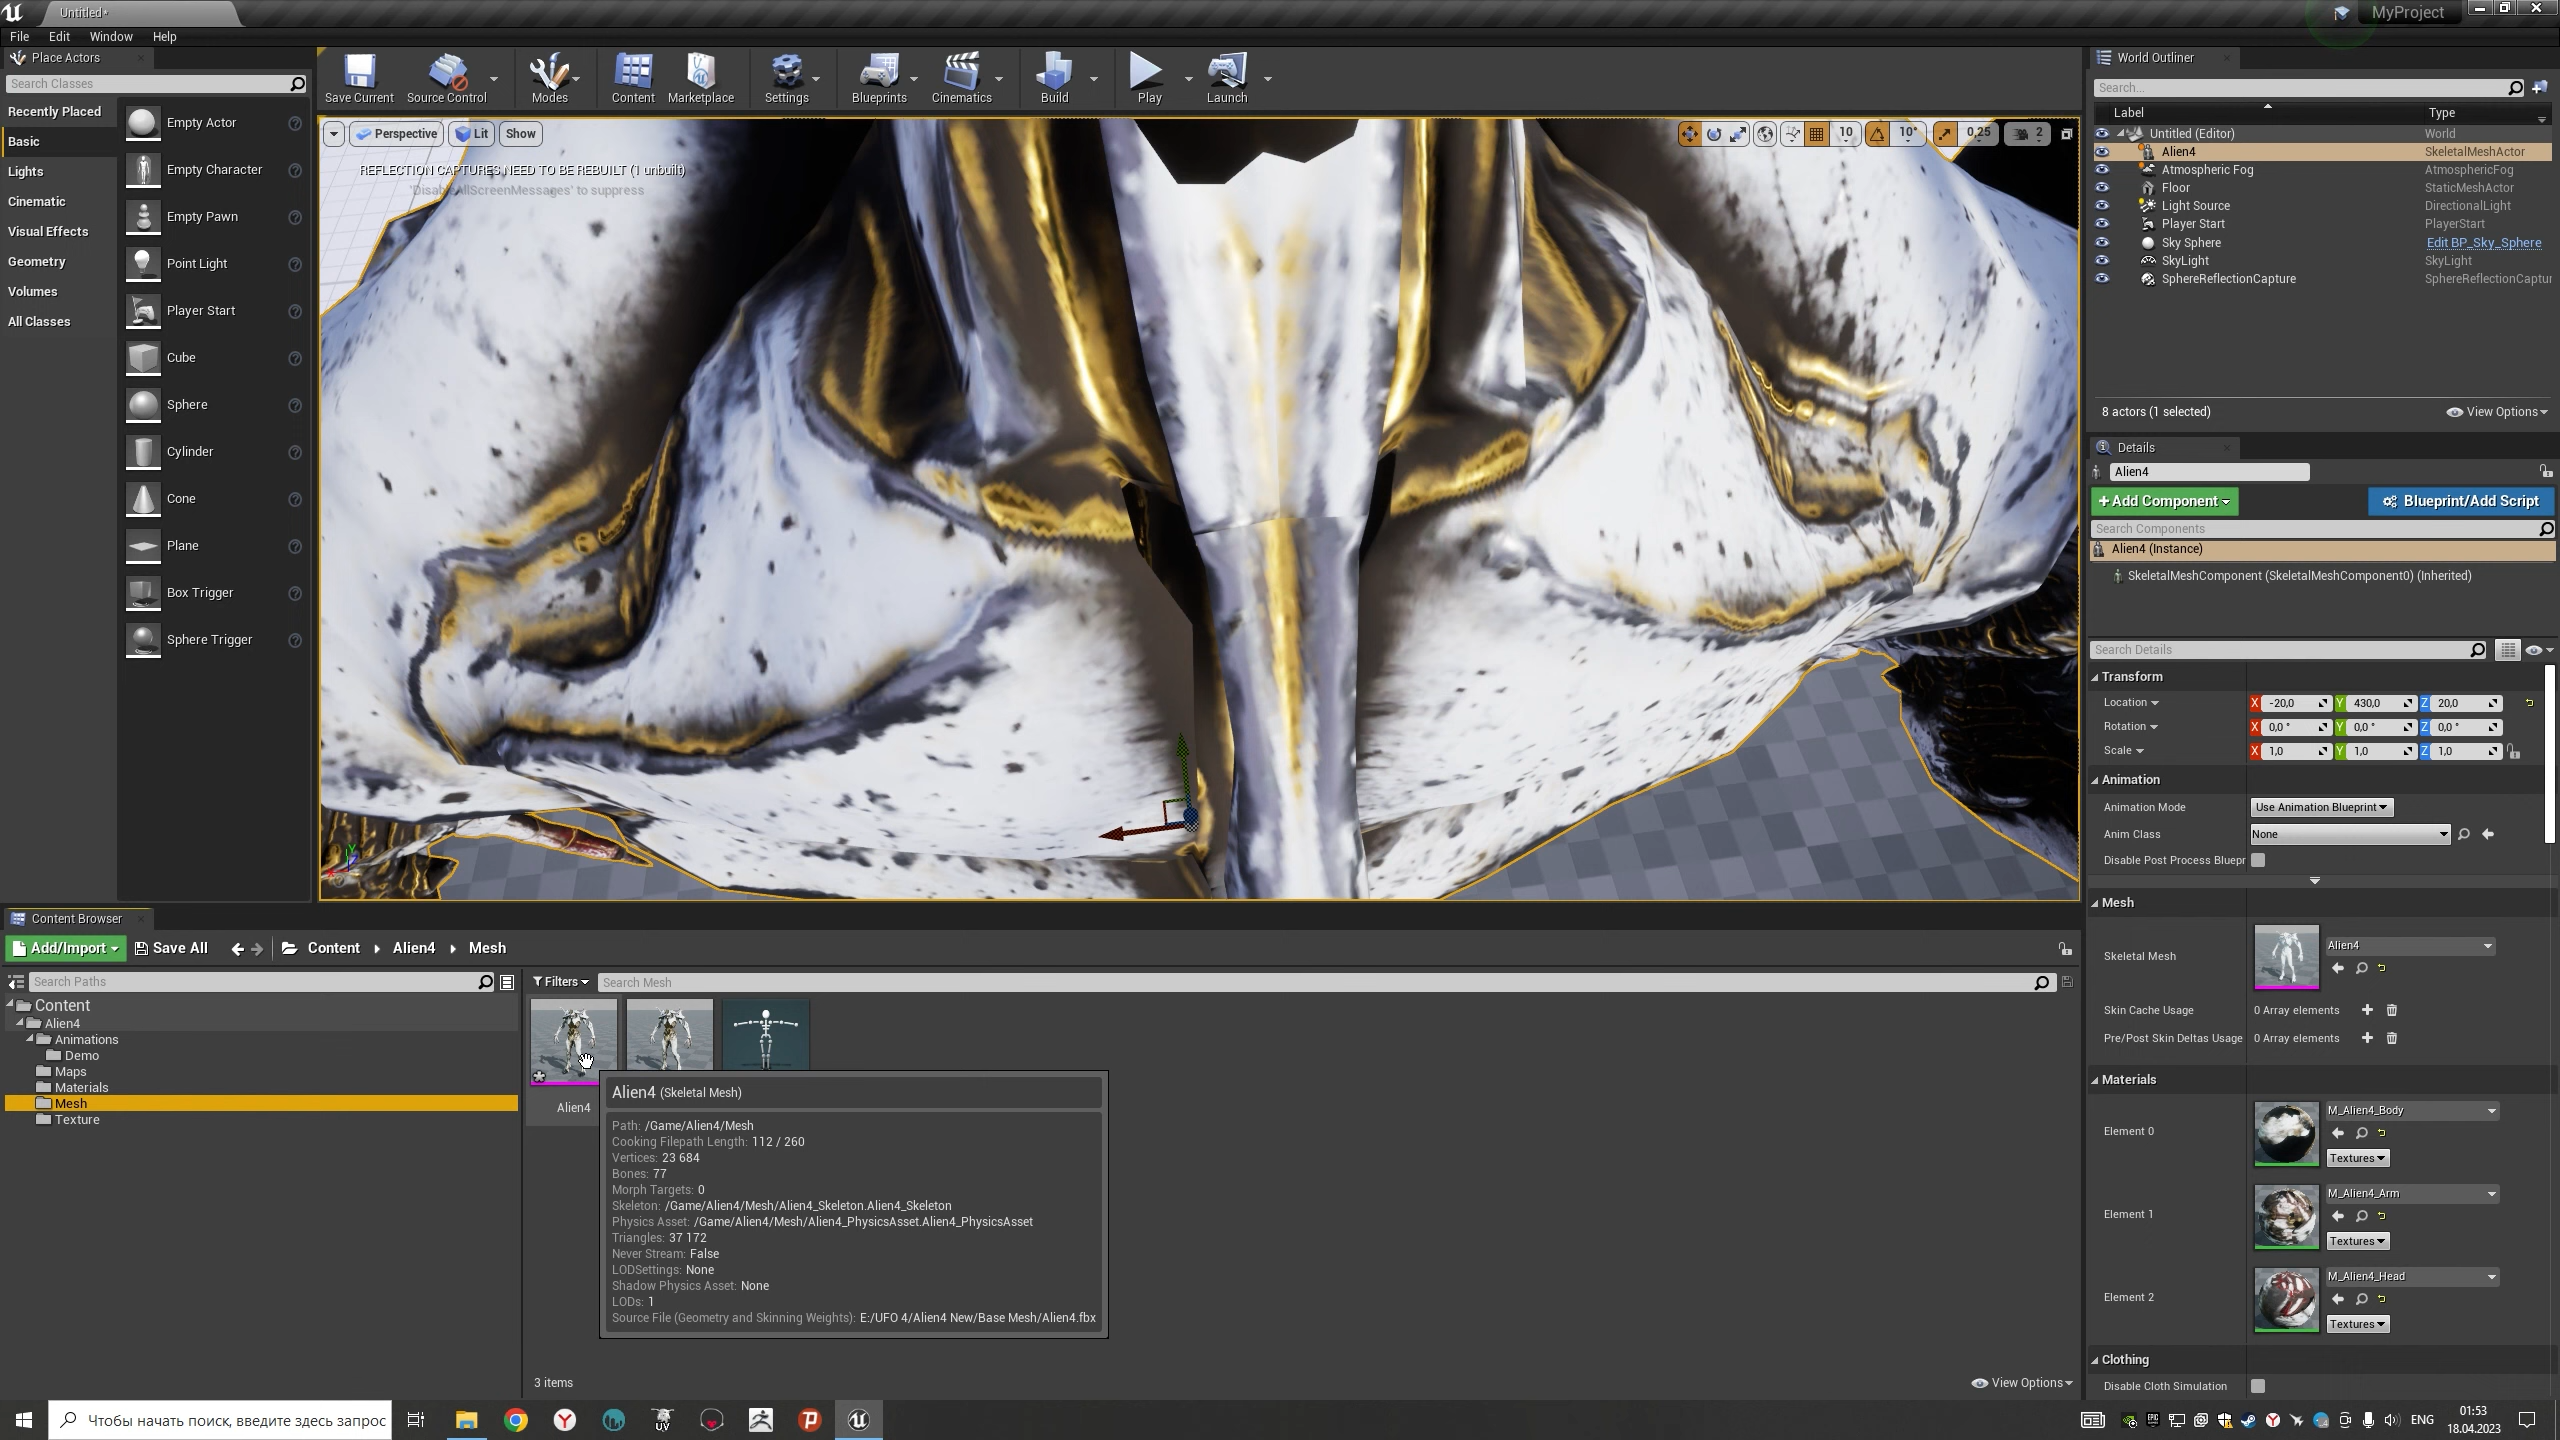 Untitled*
MyProject
File Edit Window Help
Place Actors
Search Classes
Recently Placed
Basic
Lights
Cinematic
Visual Effects
Geometry
Volumes
All Classes
Empty Actor
Empty Character
Empty Pawn
Point Light
Player Start
Cube
Sphere
Cylinder
Cone
Plane
Box Trigger
Sphere Trigger
Save Current Source Control Modes Content Marketplace Settings Blueprints Cinematics Build Play Launch
Perspective Lit Show
10 10° 0,25 2
REFLECTION CAPTURES NEED TO BE REBUILT (1 unbuilt)
'DisableAllScreenMessages' to suppress
World Outliner
Search...
Label Type
Untitled (Editor) World
Alien4 SkeletalMeshActor
Atmospheric Fog AtmosphericFog
Floor StaticMeshActor
Light Source DirectionalLight
Player Start PlayerStart
Sky Sphere Edit BP_Sky_Sphere
SkyLight SkyLight
SphereReflectionCapture SphereReflectionCaptur
8 actors (1 selected) View Options
Details
Alien4
+Add Component Blueprint/Add Script
Search Components
Alien4 (Instance)
SkeletalMeshComponent (SkeletalMeshComponent0) (Inherited)
Search Details
Transform
Location X -20,0 Y 430,0 Z 20,0
Rotation X 0,0 ° Y 0,0 ° Z 0,0 °
Scale X 1,0 Y 1,0 Z 1,0
Animation
Animation Mode Use Animation Blueprint
Anim Class None
Disable Post Process Bluepr
Mesh
Skeletal Mesh Alien4
Skin Cache Usage 0 Array elements
Pre/Post Skin Deltas Usage 0 Array elements
Materials
Element 0 M_Alien4_Body
Textures
Element 1 M_Alien4_Arm
Textures
Element 2 M_Alien4_Head
Textures
Clothing
Disable Cloth Simulation
Content Browser
Add/Import Save All Content Alien4 Mesh
Search Paths
Content
Alien4
Animations
Demo
Maps
Materials
Mesh
Texture
Filters Search Mesh
Alien4
Alien4 (Skeletal Mesh)
Path: /Game/Alien4/Mesh
Cooking Filepath Length: 112 / 260
Vertices: 23 684
Bones: 77
Morph Targets: 0
Skeleton: /Game/Alien4/Mesh/Alien4_Skeleton.Alien4_Skeleton
Physics Asset: /Game/Alien4/Mesh/Alien4_PhysicsAsset.Alien4_PhysicsAsset
Triangles: 37 172
Never Stream: False
LODSettings: None
Shadow Physics Asset: None
LODs: 1
Source File (Geometry and Skinning Weights): E:/UFO 4/Alien4 New/Base Mesh/Alien4.fbx
3 items View Options
Чтобы начать поиск, введите здесь запрос
UV
ENG
01:53
18.04.2023